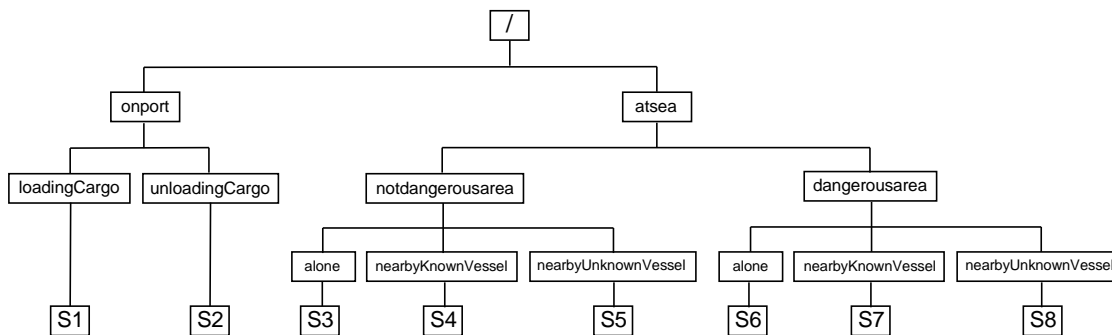 /
onport
atsea
loadingCargo
unloadingCargo
notdangerousarea
dangerousarea
alone
nearbyKnownVessel
nearbyUnknownVessel
alone
nearbyKnownVessel
nearbyUnknownVessel
S1
S2
S3
S4
S5
S6
S7
S8